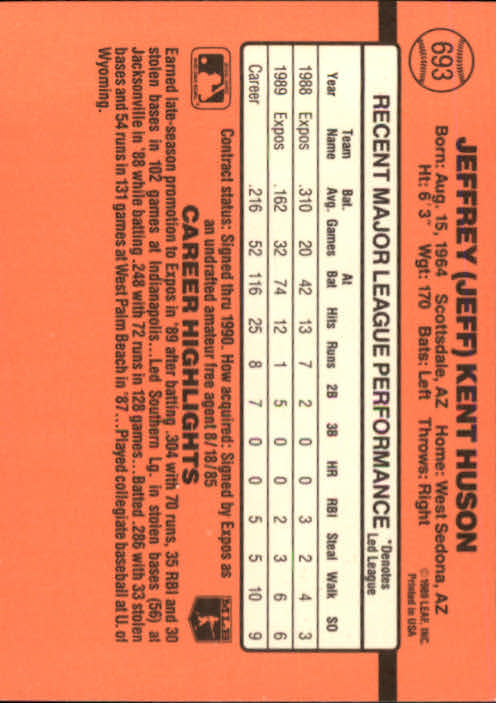 693
JEFFREY (JEFF) KENT HUSON
Born: Aug. 15, 1964 Scottsdale, AZ Home: West Sedona, AZ
Ht: 6' 3" Wgt: 170 Bats: Left Throws: Right
© 1989 LEAF, INC.
Printed in USA
RECENT MAJOR LEAGUE PERFORMANCE
*Denotes
Led League
Year Team Name Bat. Avg. Games At Bat Hits Runs 2B 3B HR RBI Steal Walk SO
1988 Expos .310 20 42 13 7 2 0 0 3 2 4 3
1989 Expos .162 32 74 12 1 5 0 0 2 3 6 6
Career .216 52 116 25 8 7 0 0 5 5 10 9
Contract status: Signed thru 1990. How acquired: Signed by Expos as
an undrafted amateur free agent 8/18/85
CAREER HIGHLIGHTS
MLB
Earned late-season promotion to Expos in '89 after batting .304 with 70 runs, 35 RBI and 30
stolen bases in 102 games at Indianapolis...Led Southern Lg. in stolen bases (56) at
Jacksonville in '88 while batting .248 with 72 runs in 128 games...Batted .286 with 33 stolen
bases and 54 runs in 131 games at West Palm Beach in '87...Played collegiate baseball at U. of
Wyoming.